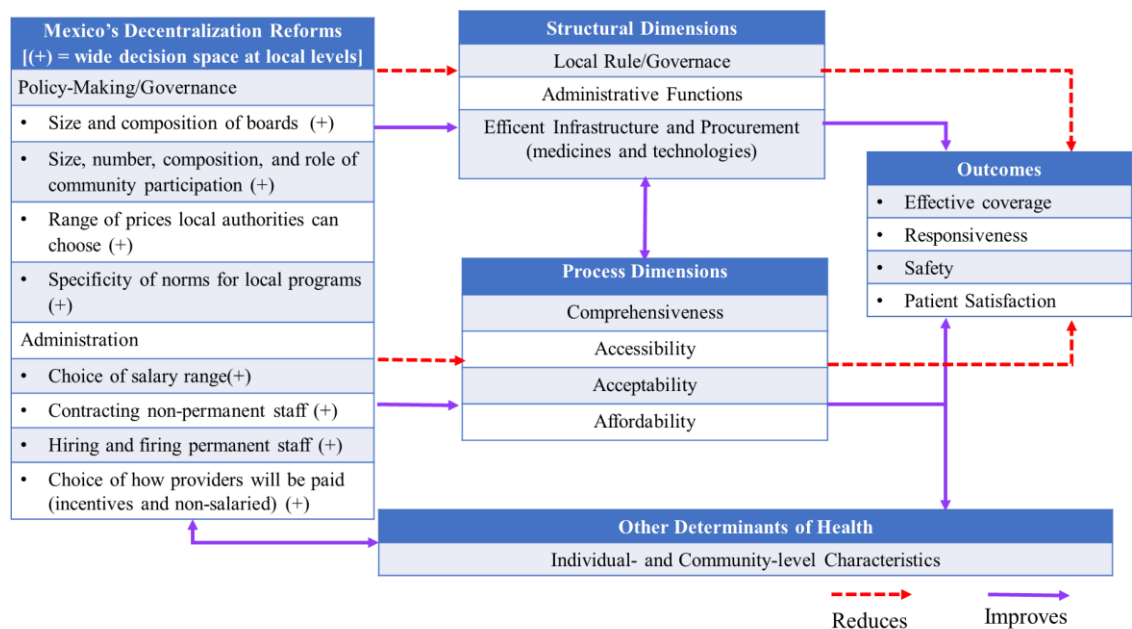 Mexico's Decentralization Reforms
[(+) = wide decision space at local levels]
Policy-Making/Governance
• Size and composition of boards (+)
• Size, number, composition, and role of
community participation (+)
• Range of prices local authorities can
choose (+)
• Specificity of norms for local programs
(+)
Administration
• Choice of salary range(+)
• Contracting non-permanent staff (+)
• Hiring and firing permanent staff (+)
• Choice of how providers will be paid
(incentives and non-salaried) (+)
Structural Dimensions
Local Rule/Governace
Administrative Functions
Efficent Infrastructure and Procurement
(medicines and technologies)
Process Dimensions
Comprehensiveness
Accessibility
Acceptability
Affordability
Outcomes
• Effective coverage
• Responsiveness
• Safety
• Patient Satisfaction
Other Determinants of Health
Individual- and Community-level Characteristics
Reduces
Improves